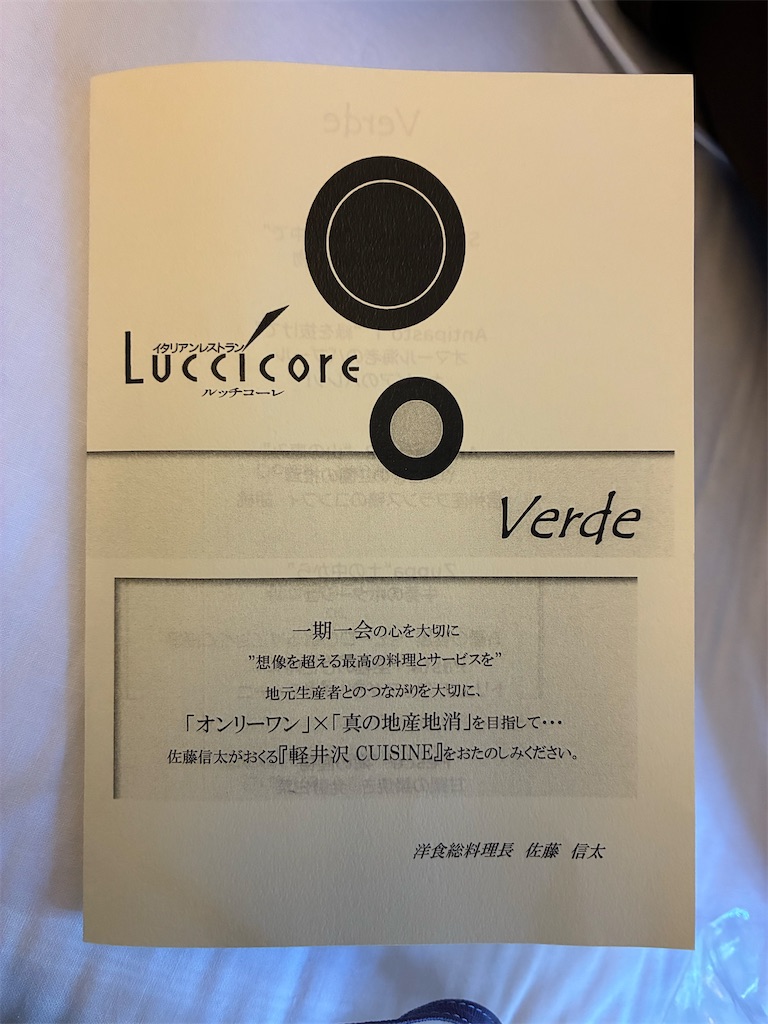 イタリアンレストラン
Luccicore
ルッチコーレ
Verde
一期一会の心を大切に
"想像を超える最高の料理とサービスを"
地元生産者とのつながりを大切に、
「オンリーワン」×「真の地産地消」を目指して…
佐藤信太がおくる『軽井沢 CUISINE』をおたのしみください。
洋食総料理長 佐藤 信太